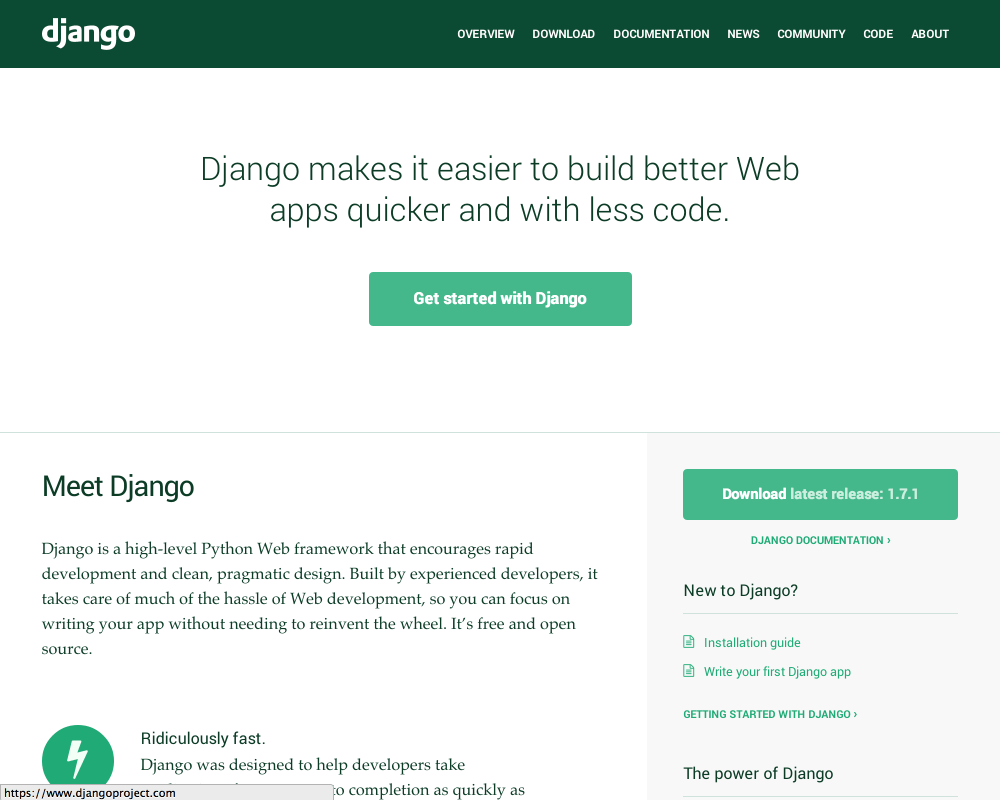 django
OVERVIEW DOWNLOAD DOCUMENTATION NEWS COMMUNITY CODE ABOUT
Django makes it easier to build better Web
apps quicker and with less code.
Get started with Django
Meet Django
Django is a high-level Python Web framework that encourages rapid
development and clean, pragmatic design. Built by experienced developers, it
takes care of much of the hassle of Web development, so you can focus on
writing your app without needing to reinvent the wheel. It’s free and open
source.
Ridiculously fast.
Django was designed to help developers take
to completion as quickly as
Download latest release: 1.7.1
DJANGO DOCUMENTATION ›
New to Django?
Installation guide
Write your first Django app
GETTING STARTED WITH DJANGO ›
The power of Django
https://www.djangoproject.com